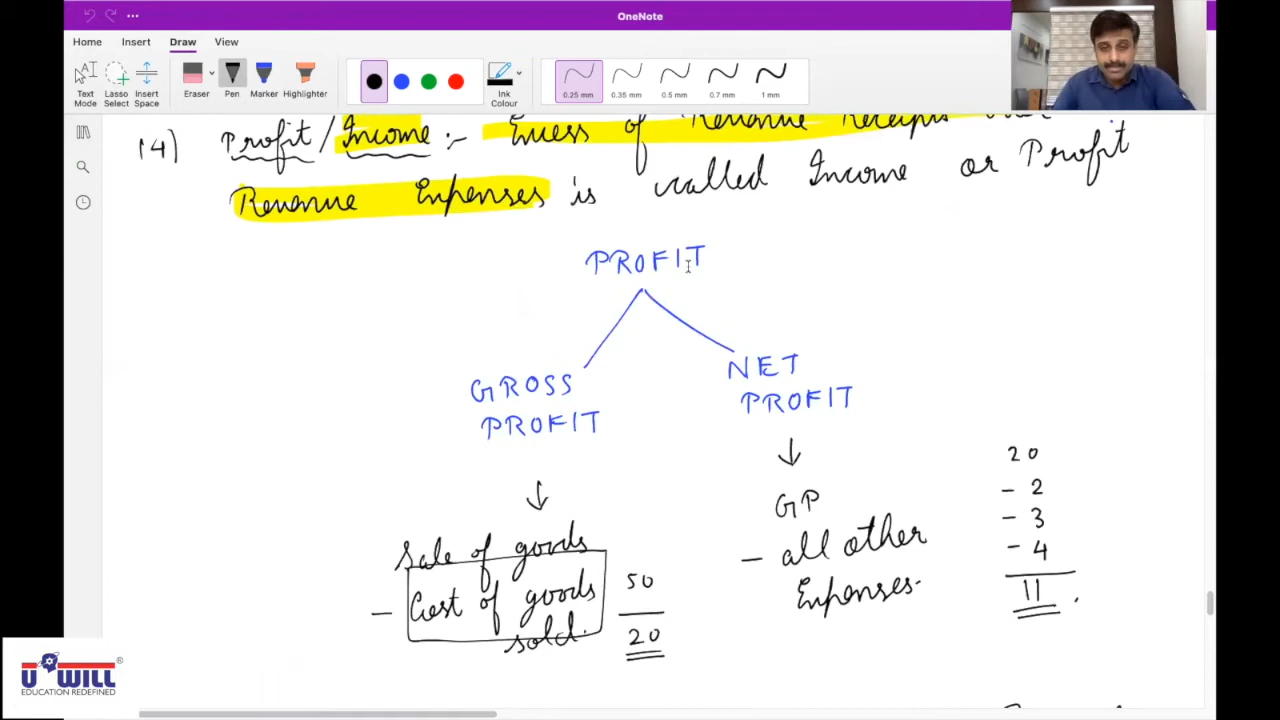 OneNote
Home Insert Draw View
Text Mode
Lasso Select
Insert Space
Eraser
Pen
Marker
Highlighter
Ink Colour
0.25 mm 0.35 mm 0.5 mm 0.7 mm 1 mm
14) Profit / Income :- Excess of Revenue Receipts over
Revenue Expenses is called Income or Profit
PROFIT
GROSS PROFIT
NET PROFIT
Sale of goods
- Cost of goods sold.
50
20
GP
- all other Expenses.
20
- 2
- 3
- 4
11
U WILL
EDUCATION REDEFINED